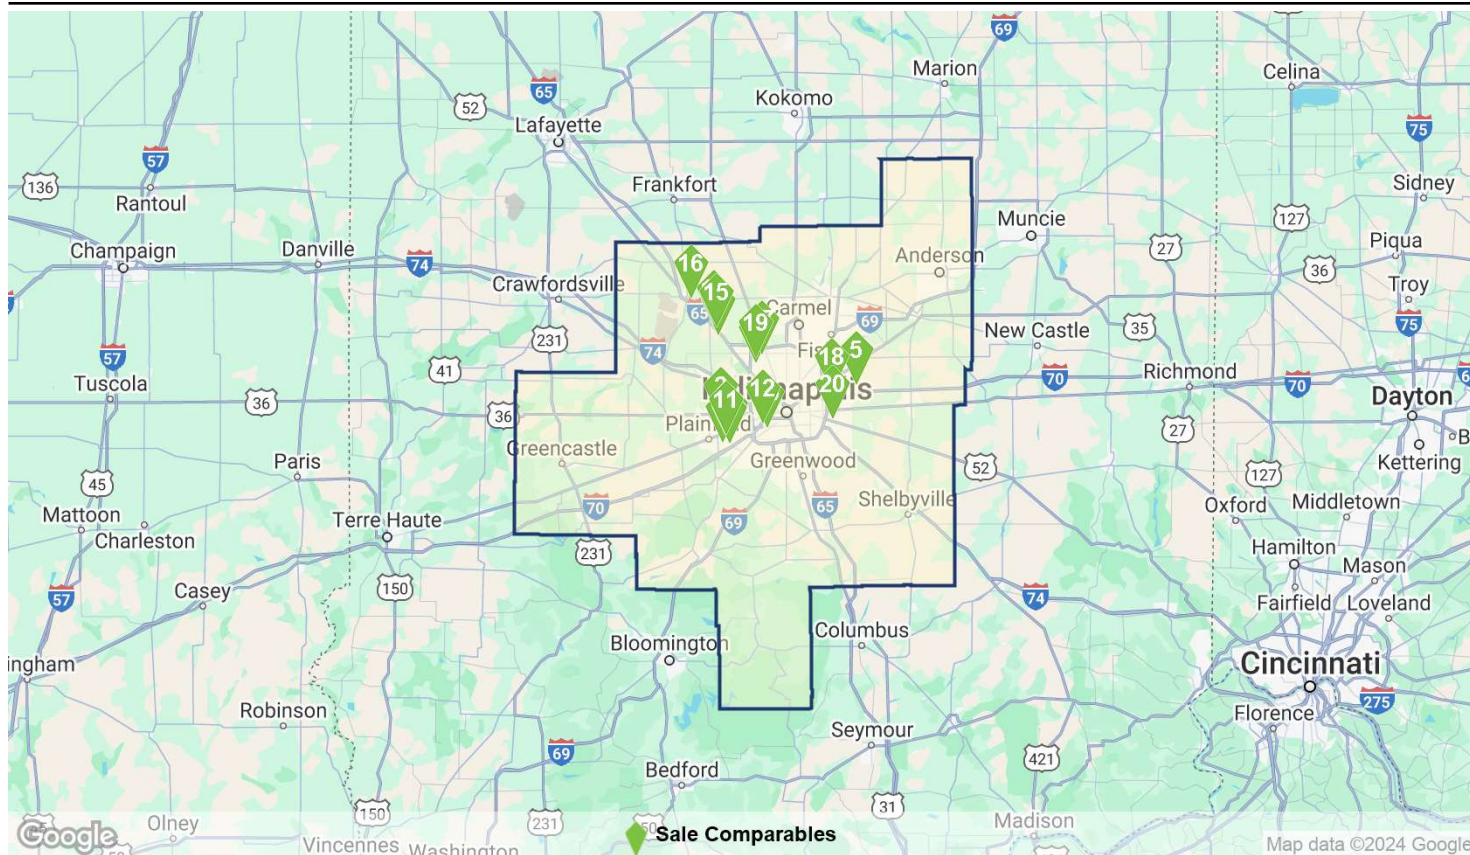 69
Marion
Celina
65
52
Kokomo
Lafayette
75
57
136
Rantoul
Frankfort
Sidney
127
Muncie
27
Piqua
Champaign
Danville
74
Anderson
36
Crawfordsville
16
15
65
Carmel
69
Troy
19
New Castle
35
75
231
74
57
41
18
5
Tuscola
70
Richmond
70
36
36
2
12
20
11
Dayton
Plain
Greencastle
Greenwood
27
Kettering
52
127
Paris
45
Shelbyville
Mattoon
70
65
Oxford
Middletown
Charleston
Terre Haute
69
231
Hamilton
Mason
Casey
150
74
Fairfield
Loveland
57
Bloomington
Columbus
ingham
Cincinnati
275
Robinson
Florence
Seymour
69
421
Bedford
31
Olney
150
231
Madison
Google
Vincennes
Washington
Sale Comparables
Map data ©2024 Google